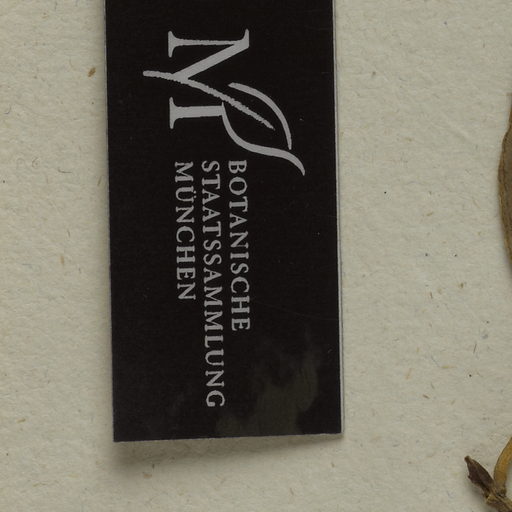 M
BOTANISCHE
STAATSSAMMLUNG
MÜNCHEN